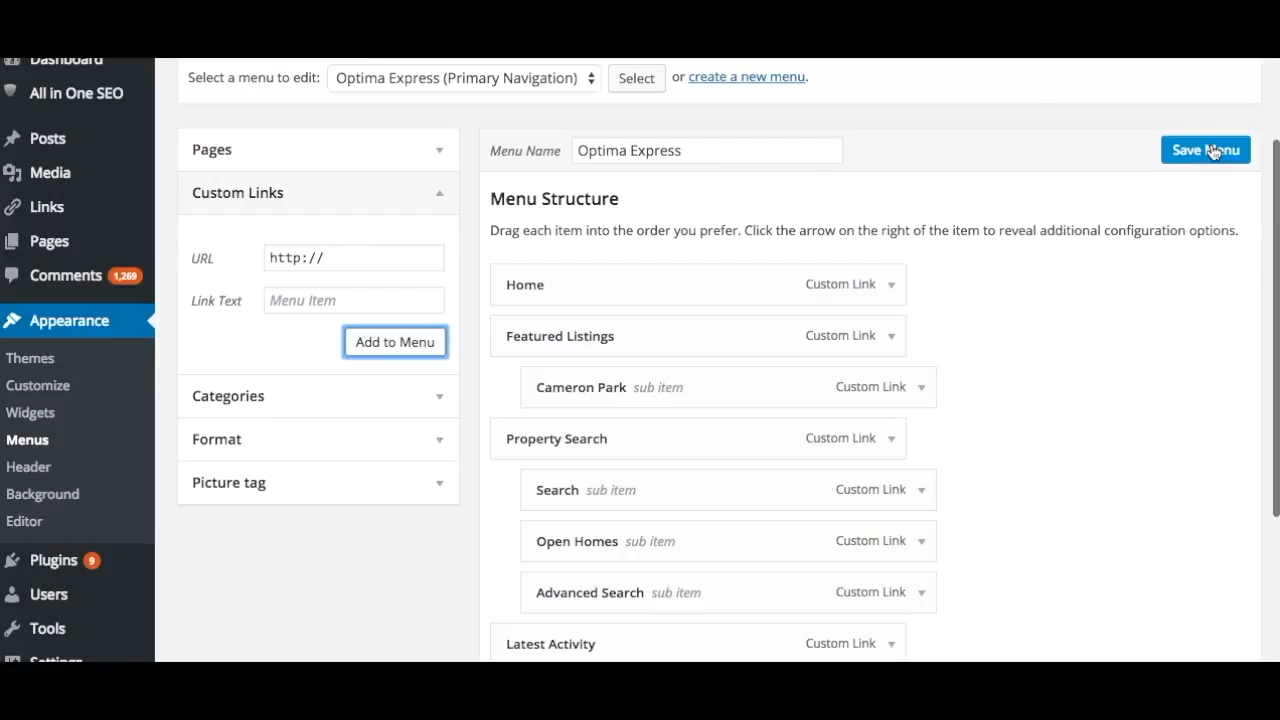 Dashboard
All in One SEO
Posts
Media
Links
Pages
Comments 1,269
Appearance
Themes
Customize
Widgets
Menus
Header
Background
Editor
Plugins 9
Users
Tools
Settings
Select a menu to edit: Optima Express (Primary Navigation) Select or create a new menu.
Pages
Custom Links
URL http://
Link Text Menu Item
Add to Menu
Categories
Format
Picture tag
Menu Name Optima Express Save Menu
Menu Structure
Drag each item into the order you prefer. Click the arrow on the right of the item to reveal additional configuration options.
Home Custom Link
Featured Listings Custom Link
Cameron Park sub item Custom Link
Property Search Custom Link
Search sub item Custom Link
Open Homes sub item Custom Link
Advanced Search sub item Custom Link
Latest Activity Custom Link